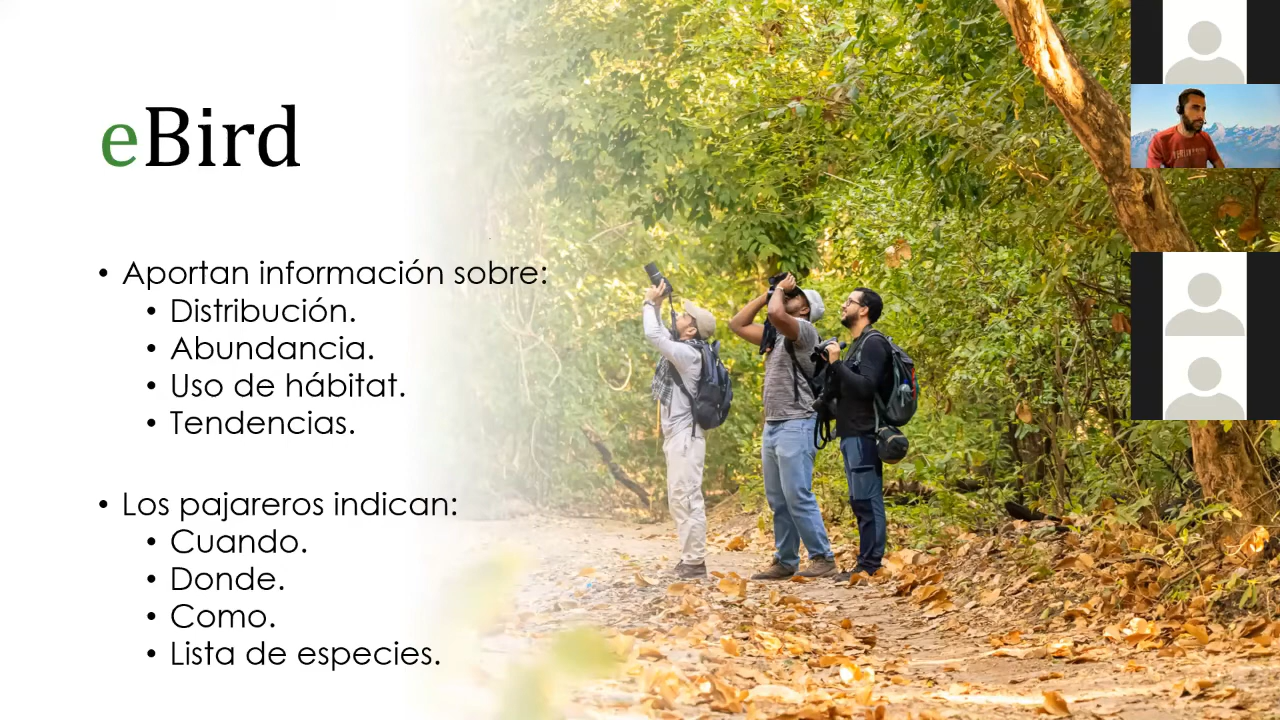 eBird
• Aportan información sobre:
• Distribución.
• Abundancia.
• Uso de hábitat.
• Tendencias.
• Los pajareros indican:
• Cuando.
• Donde.
• Como.
• Lista de especies.